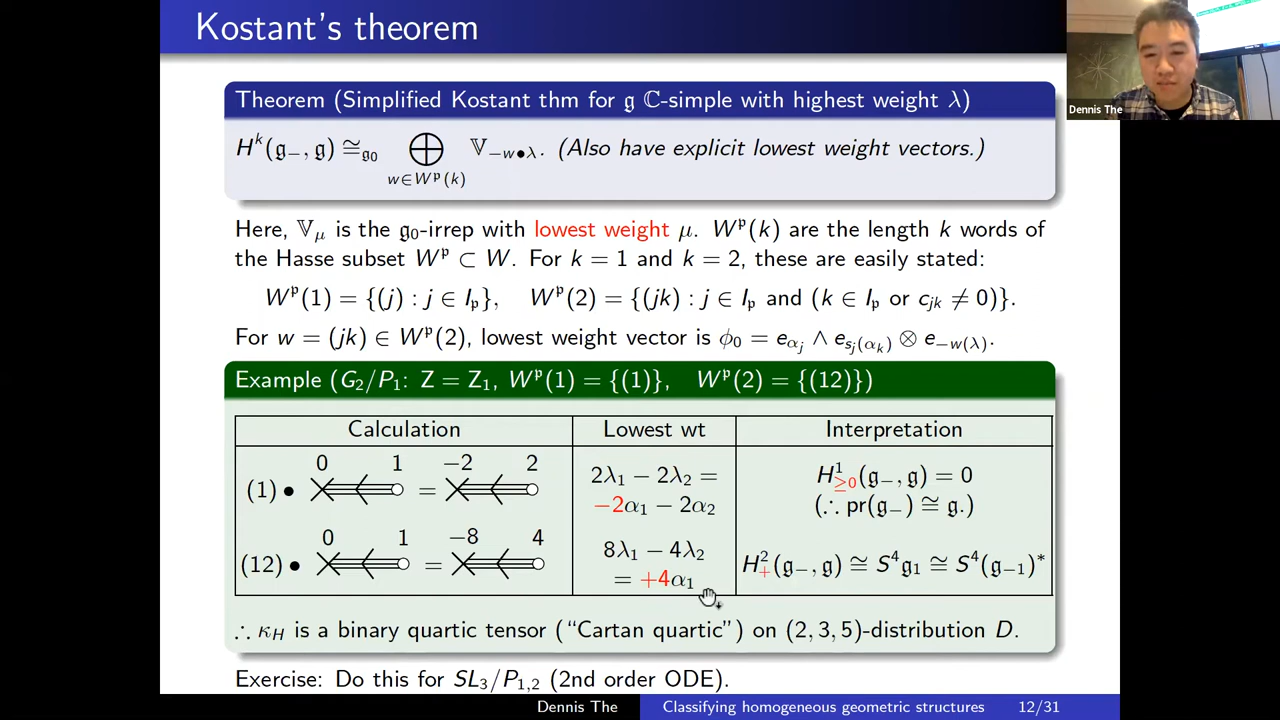 Kostant's theorem
Dennis The
Theorem (Simplified Kostant thm for 𝔤 ℂ-simple with highest weight λ)
Hᵏ(𝔤₋, 𝔤) ≅_{𝔤₀} ⊕_{w∈W^𝔭(k)} 𝕍_{−w•λ}. (Also have explicit lowest weight vectors.)
Here, 𝕍_μ is the 𝔤₀-irrep with lowest weight μ. W^𝔭(k) are the length k words of
the Hasse subset W^𝔭 ⊂ W. For k = 1 and k = 2, these are easily stated:
W^𝔭(1) = {(j) : j ∈ I_𝔭}, W^𝔭(2) = {(jk) : j ∈ I_𝔭 and (k ∈ I_𝔭 or c_{jk} ≠ 0)}.
For w = (jk) ∈ W^𝔭(2), lowest weight vector is ϕ₀ = e_{α_j} ∧ e_{s_j(α_k)} ⊗ e_{−w(λ)}.
Example (G₂/P₁: Z = Z₁, W^𝔭(1) = {(1)}, W^𝔭(2) = {(12)})
Calculation Lowest wt Interpretation
0 1 −2 2
(1) • =
2λ₁ − 2λ₂ =
−2α₁ − 2α₂
H¹_{≥0}(𝔤₋, 𝔤) = 0
(∴ pr(𝔤₋) ≅ 𝔤.)
0 1 −8 4
(12) • =
8λ₁ − 4λ₂
= +4α₁
H²₊(𝔤₋, 𝔤) ≅ S⁴𝔤₁ ≅ S⁴(𝔤₋₁)*
∴ κ_H is a binary quartic tensor ("Cartan quartic") on (2, 3, 5)-distribution D.
Exercise: Do this for SL₃/P₁,₂ (2nd order ODE).
Dennis The Classifying homogeneous geometric structures 12/31